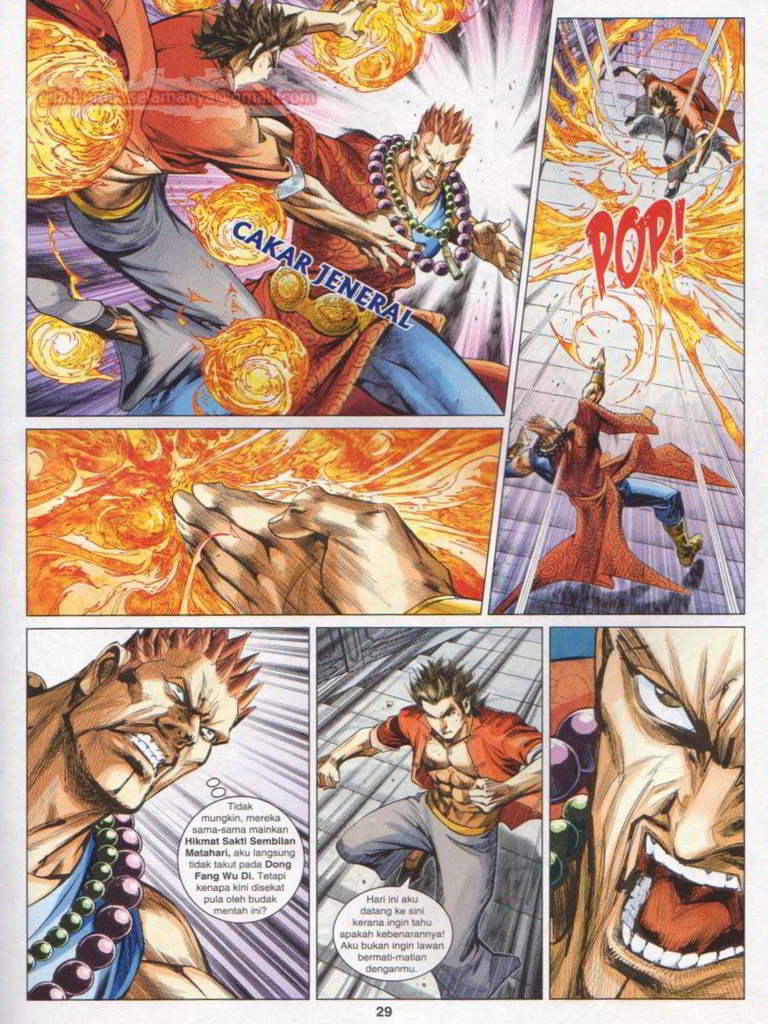 CAKAR JENERAL
POP!
Tidak
mungkin, mereka
sama-sama mainkan
Hikmat Sakti Sembilan
Matahari, aku langsung
tidak takut pada Dong
Fang Wu Di. Tetapi
kenapa kini disekat
pula oleh budak
mentah ini?
Hari ini aku
datang ke sini
kerana ingin tahu
apakah kebenarannya!
Aku bukan ingin lawan
bermati-matian
denganmu.
29